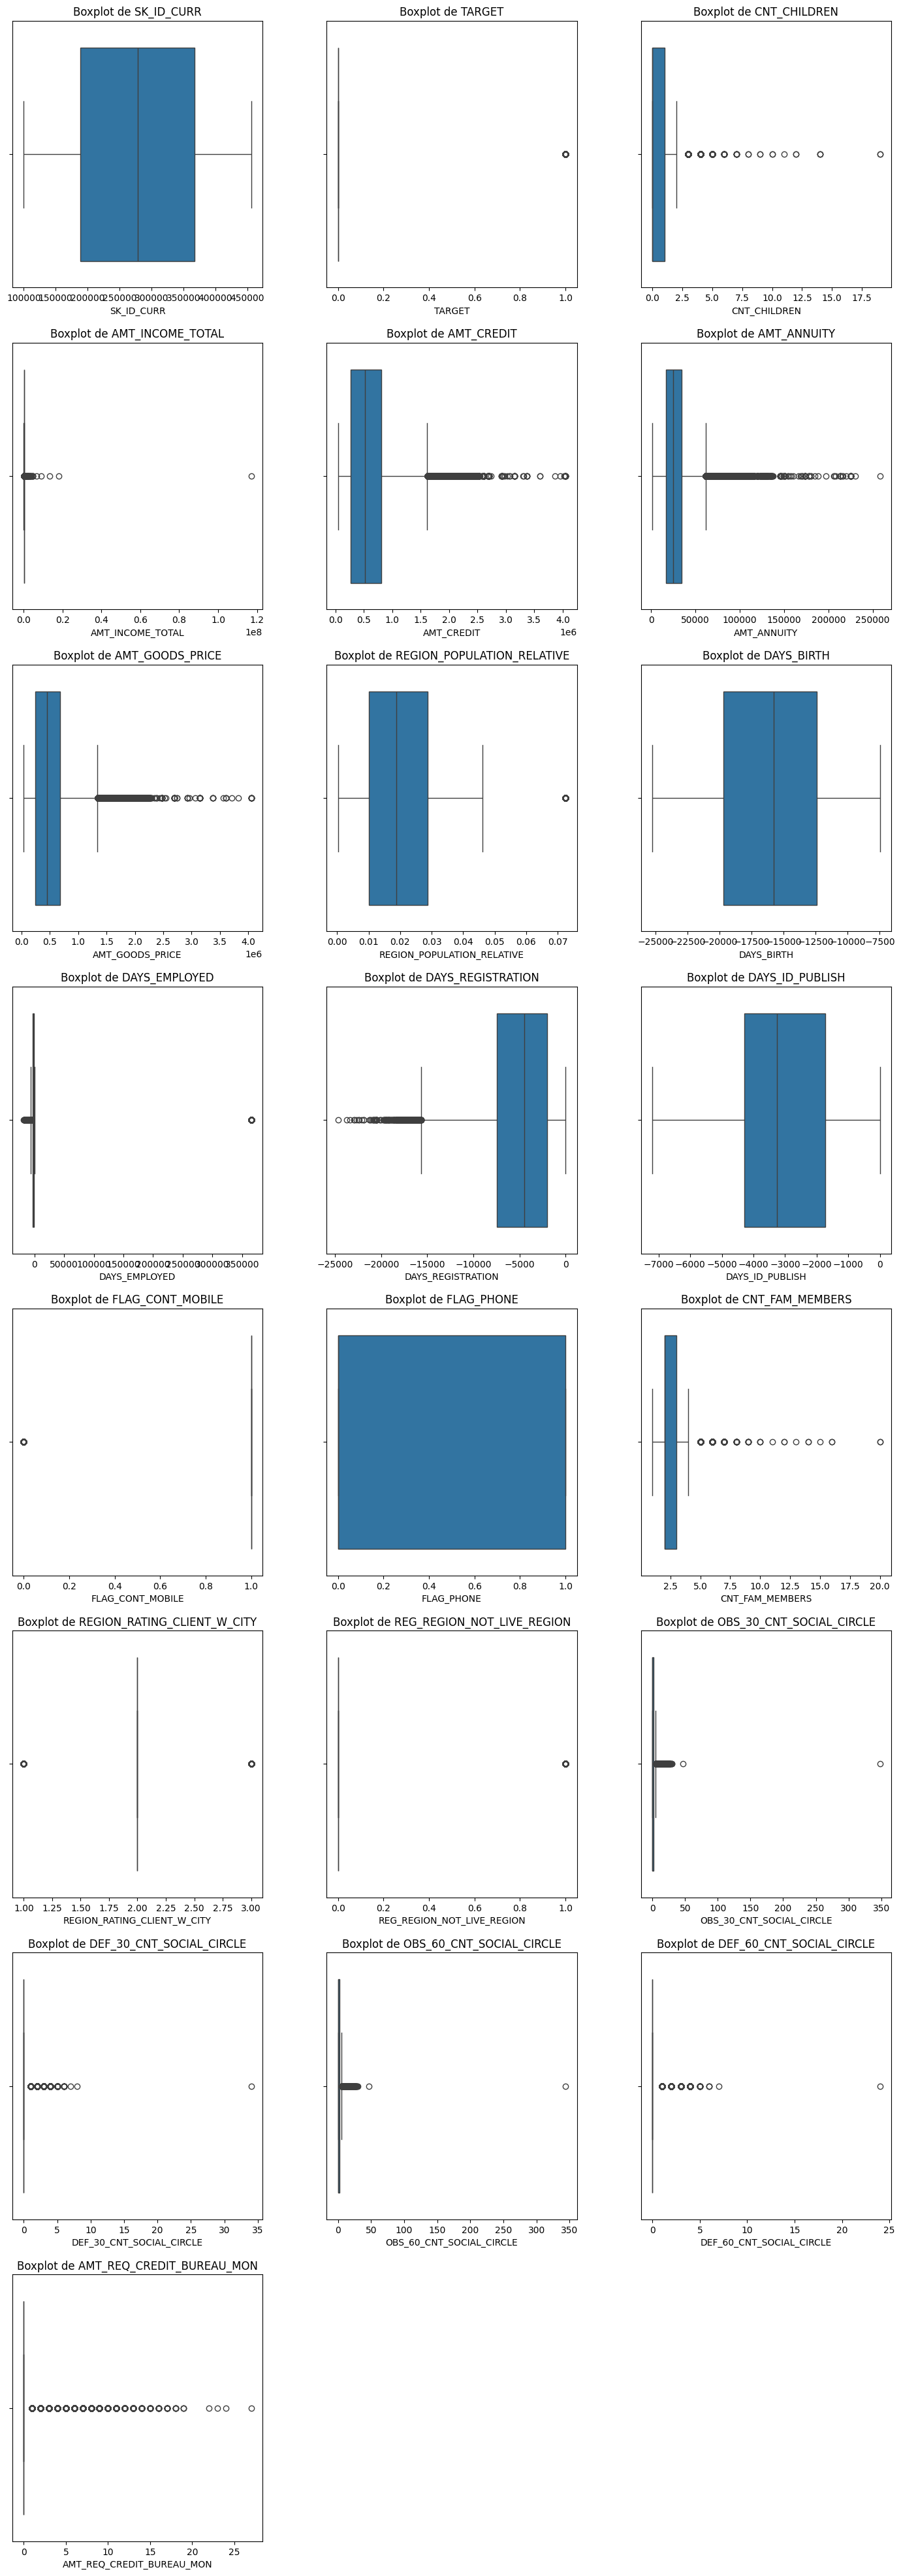 Boxplot de SK_ID_CURR
Boxplot de TARGET
Boxplot de CNT_CHILDREN
100000 150000 200000 250000 300000 350000 400000 450000
SK_ID_CURR
0.0 0.2 0.4 0.6 0.8 1.0
TARGET
0.0 2.5 5.0 7.5 10.0 12.5 15.0 17.5
CNT_CHILDREN
Boxplot de AMT_INCOME_TOTAL
Boxplot de AMT_CREDIT
Boxplot de AMT_ANNUITY
0.0 0.2 0.4 0.6 0.8 1.0 1.2
1e8
AMT_INCOME_TOTAL
0.0 0.5 1.0 1.5 2.0 2.5 3.0 3.5 4.0
1e6
AMT_CREDIT
0 50000 100000 150000 200000 250000
AMT_ANNUITY
Boxplot de AMT_GOODS_PRICE
Boxplot de REGION_POPULATION_RELATIVE
Boxplot de DAYS_BIRTH
0.0 0.5 1.0 1.5 2.0 2.5 3.0 3.5 4.0
1e6
AMT_GOODS_PRICE
0.00 0.01 0.02 0.03 0.04 0.05 0.06 0.07
REGION_POPULATION_RELATIVE
−25000 −22500 −20000 −17500 −15000 −12500 −10000 −7500
DAYS_BIRTH
Boxplot de DAYS_EMPLOYED
Boxplot de DAYS_REGISTRATION
Boxplot de DAYS_ID_PUBLISH
0 50000 100000 150000 200000 250000 300000 350000
DAYS_EMPLOYED
−25000 −20000 −15000 −10000 −5000 0
DAYS_REGISTRATION
−7000 −6000 −5000 −4000 −3000 −2000 −1000 0
DAYS_ID_PUBLISH
Boxplot de FLAG_CONT_MOBILE
Boxplot de FLAG_PHONE
Boxplot de CNT_FAM_MEMBERS
0.0 0.2 0.4 0.6 0.8 1.0
FLAG_CONT_MOBILE
0.0 0.2 0.4 0.6 0.8 1.0
FLAG_PHONE
2.5 5.0 7.5 10.0 12.5 15.0 17.5 20.0
CNT_FAM_MEMBERS
Boxplot de REGION_RATING_CLIENT_W_CITY
Boxplot de REG_REGION_NOT_LIVE_REGION
Boxplot de OBS_30_CNT_SOCIAL_CIRCLE
1.00 1.25 1.50 1.75 2.00 2.25 2.50 2.75 3.00
REGION_RATING_CLIENT_W_CITY
0.0 0.2 0.4 0.6 0.8 1.0
REG_REGION_NOT_LIVE_REGION
0 50 100 150 200 250 300 350
OBS_30_CNT_SOCIAL_CIRCLE
Boxplot de DEF_30_CNT_SOCIAL_CIRCLE
Boxplot de OBS_60_CNT_SOCIAL_CIRCLE
Boxplot de DEF_60_CNT_SOCIAL_CIRCLE
0 5 10 15 20 25 30 35
DEF_30_CNT_SOCIAL_CIRCLE
0 50 100 150 200 250 300 350
OBS_60_CNT_SOCIAL_CIRCLE
0 5 10 15 20 25
DEF_60_CNT_SOCIAL_CIRCLE
Boxplot de AMT_REQ_CREDIT_BUREAU_MON
0 5 10 15 20 25
AMT_REQ_CREDIT_BUREAU_MON